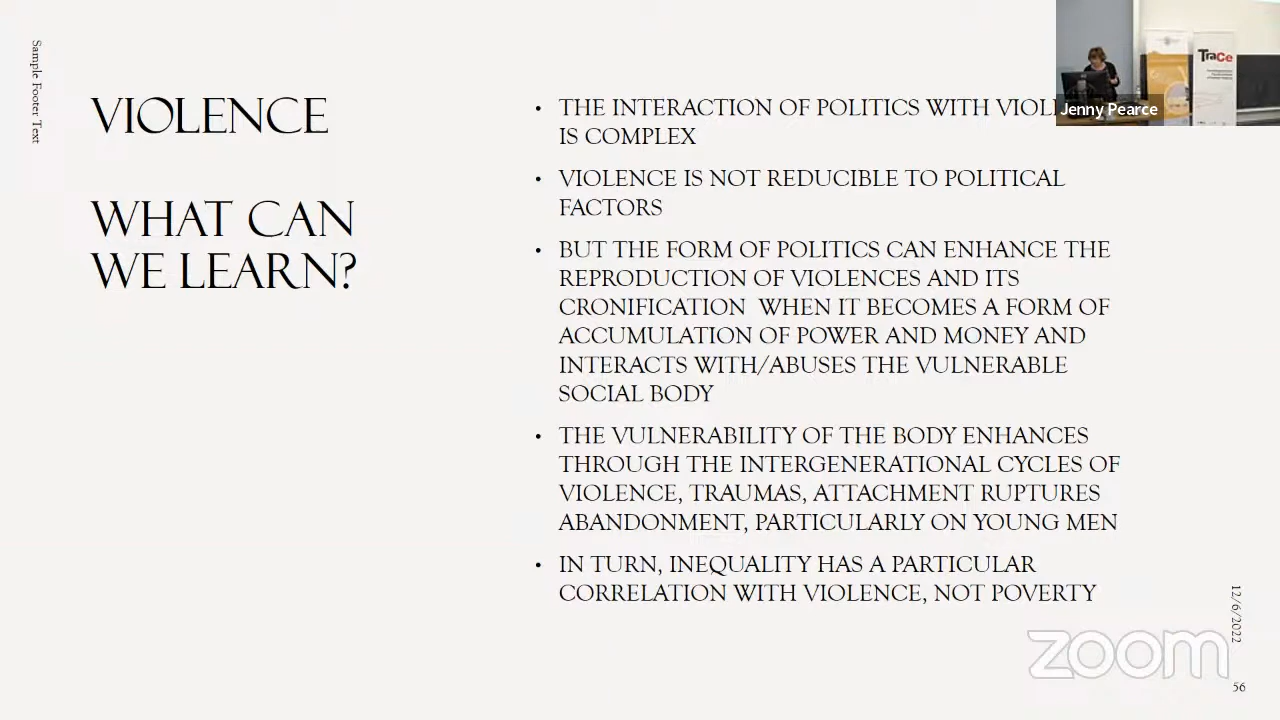 Sample Footer Text
VIOLENCE
WHAT CAN
WE LEARN?
• THE INTERACTION OF POLITICS WITH
IS COMPLEX
• VIOLENCE IS NOT REDUCIBLE TO POLITICAL
FACTORS
• BUT THE FORM OF POLITICS CAN ENHANCE THE
REPRODUCTION OF VIOLENCES AND ITS
CRONIFICATION WHEN IT BECOMES A FORM OF
ACCUMULATION OF POWER AND MONEY AND
INTERACTS WITH/ABUSES THE VULNERABLE
SOCIAL BODY
• THE VULNERABILITY OF THE BODY ENHANCES
THROUGH THE INTERGENERATIONAL CYCLES OF
VIOLENCE, TRAUMAS, ATTACHMENT RUPTURES
ABANDONMENT, PARTICULARLY ON YOUNG MEN
• IN TURN, INEQUALITY HAS A PARTICULAR
CORRELATION WITH VIOLENCE, NOT POVERTY
TraCe
Jenny Pearce
12/6/2022
zoom
56